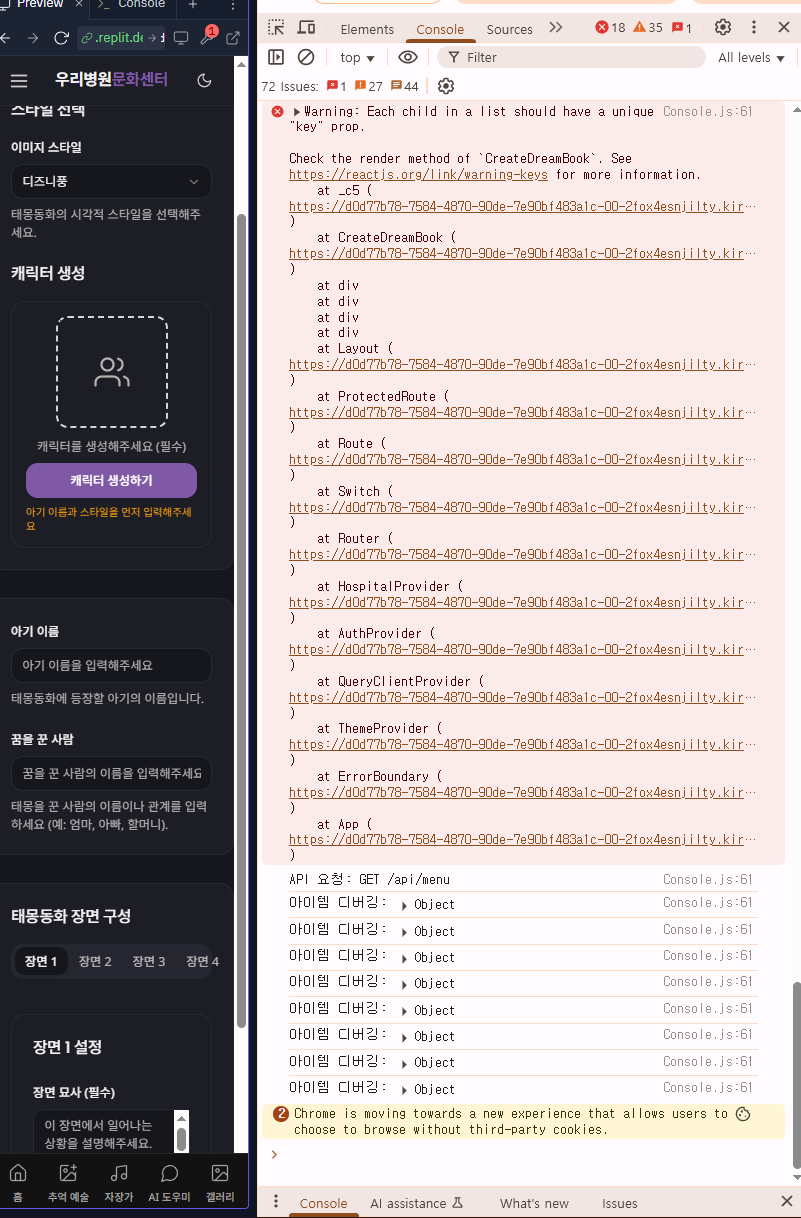 Preview
Console
.replit.de
우리병원문화센터
스타일 선택
이미지 스타일
디즈니풍
태몽동화의 시각적 스타일을 선택해주
세요.
캐릭터 생성
캐릭터를 생성해주세요 (필수)
캐릭터 생성하기
아기 이름과 스타일을 먼저 입력해주세
요
아기 이름
아기 이름을 입력해주세요
태몽동화에 등장할 아기의 이름입니다.
꿈을 꾼 사람
꿈을 꾼 사람의 이름을 입력해주세요
태몽을 꾼 사람의 이름이나 관계를 입력
하세요 (예: 엄마, 아빠, 할머니).
태몽동화 장면 구성
장면 1 장면 2 장면 3 장면 4
장면 1 설정
장면 묘사 (필수)
이 장면에서 일어나는
상황을 설명해주세요.
홈 추억 예술 자장가 AI 도우미 갤러리
Elements Console Sources 18 35 1
top Filter All levels
72 Issues: 1 27 44
Warning: Each child in a list should have a unique Console.js:61
"key" prop.
Check the render method of `CreateDreamBook`. See
https://reactjs.org/link/warning-keys for more information.
at _c5 (
https://d0d77b78-7584-4870-90de-7e90bf483a1c-00-2fox4esnjilty.kir…
)
at CreateDreamBook (
https://d0d77b78-7584-4870-90de-7e90bf483a1c-00-2fox4esnjilty.kir…
)
at div
at div
at div
at div
at Layout (
https://d0d77b78-7584-4870-90de-7e90bf483a1c-00-2fox4esnjilty.kir…
)
at ProtectedRoute (
https://d0d77b78-7584-4870-90de-7e90bf483a1c-00-2fox4esnjilty.kir…
)
at Route (
https://d0d77b78-7584-4870-90de-7e90bf483a1c-00-2fox4esnjilty.kir…
)
at Switch (
https://d0d77b78-7584-4870-90de-7e90bf483a1c-00-2fox4esnjilty.kir…
)
at Router (
https://d0d77b78-7584-4870-90de-7e90bf483a1c-00-2fox4esnjilty.kir…
)
at HospitalProvider (
https://d0d77b78-7584-4870-90de-7e90bf483a1c-00-2fox4esnjilty.kir…
)
at AuthProvider (
https://d0d77b78-7584-4870-90de-7e90bf483a1c-00-2fox4esnjilty.kir…
)
at QueryClientProvider (
https://d0d77b78-7584-4870-90de-7e90bf483a1c-00-2fox4esnjilty.kir…
)
at ThemeProvider (
https://d0d77b78-7584-4870-90de-7e90bf483a1c-00-2fox4esnjilty.kir…
)
at ErrorBoundary (
https://d0d77b78-7584-4870-90de-7e90bf483a1c-00-2fox4esnjilty.kir…
)
at App (
https://d0d77b78-7584-4870-90de-7e90bf483a1c-00-2fox4esnjilty.kir…
)
API 요청: GET /api/menu Console.js:61
아이템 디버깅: Object Console.js:61
아이템 디버깅: Object Console.js:61
아이템 디버깅: Object Console.js:61
아이템 디버깅: Object Console.js:61
아이템 디버깅: Object Console.js:61
아이템 디버깅: Object Console.js:61
아이템 디버깅: Object Console.js:61
아이템 디버깅: Object Console.js:61
2 Chrome is moving towards a new experience that allows users to
choose to browse without third-party cookies.
Console AI assistance What's new Issues